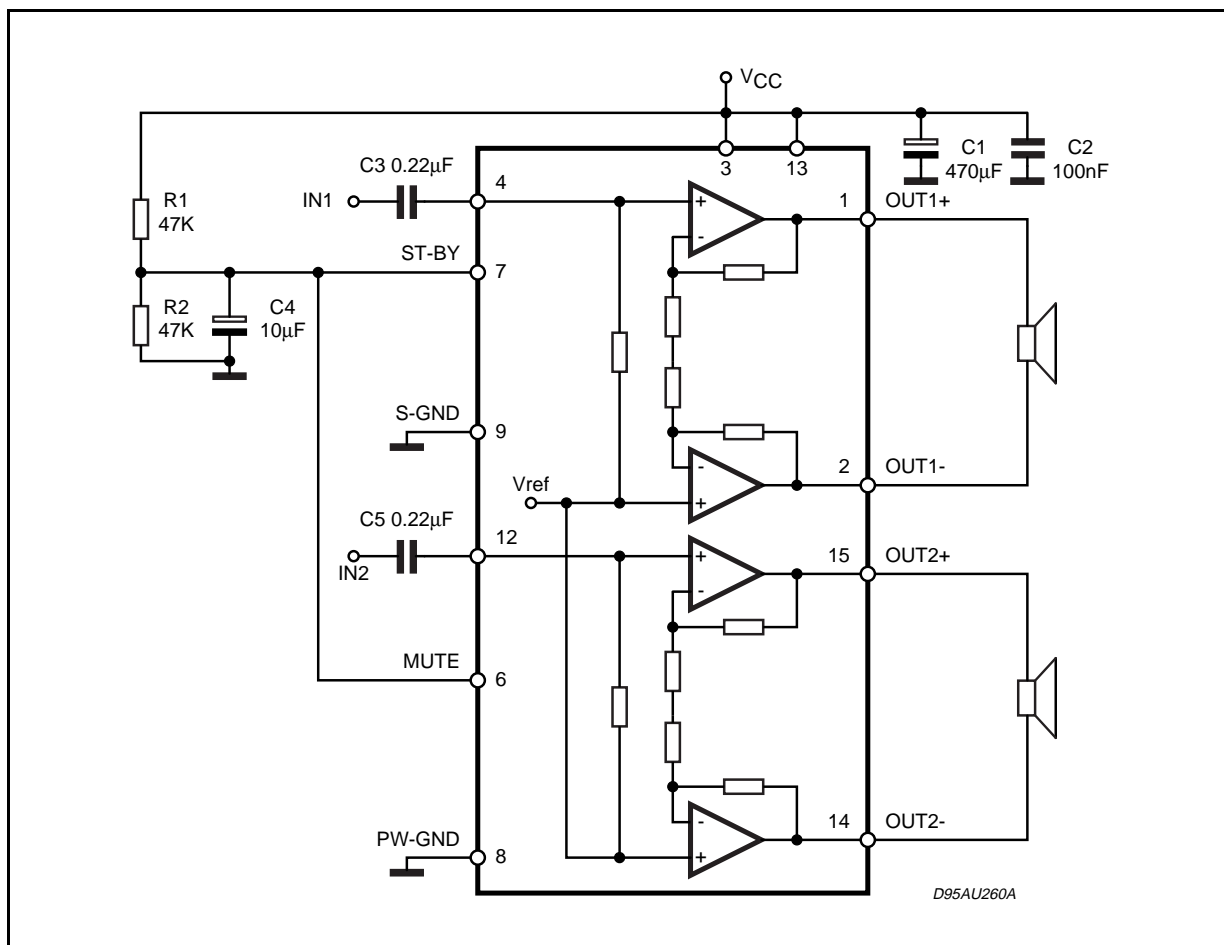 VCC
C3 0.22µF
4
3
13
C1
470µF
C2
100nF
IN1
R1
47K
+
-
1
OUT1+
ST-BY
7
R2
47K
C4
10µF
S-GND
9
-
+
2
OUT1-
Vref
C5 0.22µF
12
IN2
+
-
15
OUT2+
MUTE
6
-
+
14
OUT2-
PW-GND
8
D95AU260A